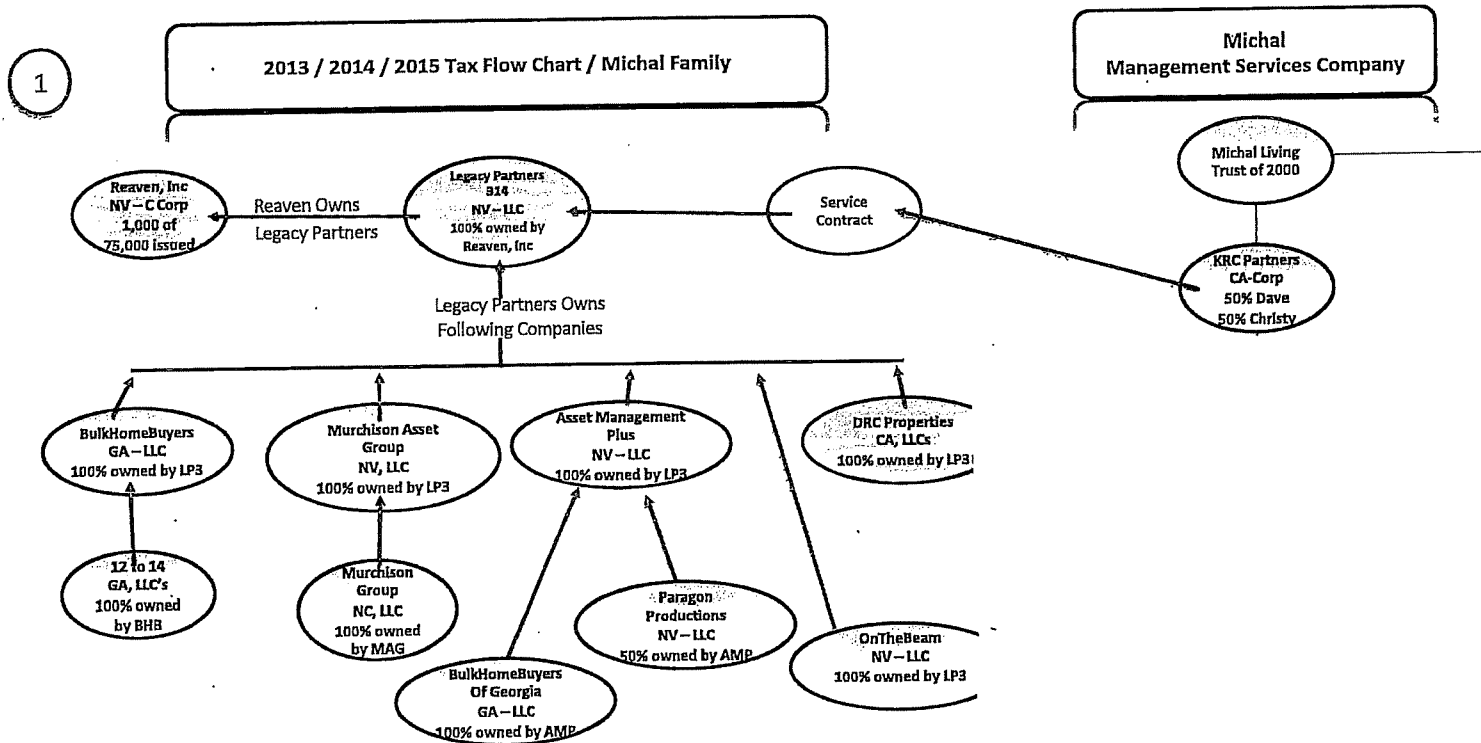 1
2013 / 2014 / 2015 Tax Flow Chart / Michal Family
Michal
Management Services Company
Michal Living
Trust of 2000
Reaven, Inc
NV – C Corp
1,000 of
75,000 issued
Reaven Owns
Legacy Partners
Legacy Partners
314
NV – LLC
100% owned by
Reaven, Inc
Service
Contract
KRC Partners
CA-Corp
50% Dave
50% Christy
Legacy Partners Owns
Following Companies
BulkHomeBuyers
GA – LLC
100% owned by LP3
Murchison Asset
Group
NV, LLC
100% owned by LP3
Asset Management
Plus
NV – LLC
100% owned by LP3
DRC Properties
CA, LLCs
100% owned by LP3
12 to 14
GA, LLC's
100% owned
by BHB
Murchison
Group
NC, LLC
100% owned
by MAG
BulkHomeBuyers
Of Georgia
GA – LLC
100% owned by AMP
Paragon
Productions
NV – LLC
50% owned by AMP
OnTheBeam
NV – LLC
100% owned by LP3